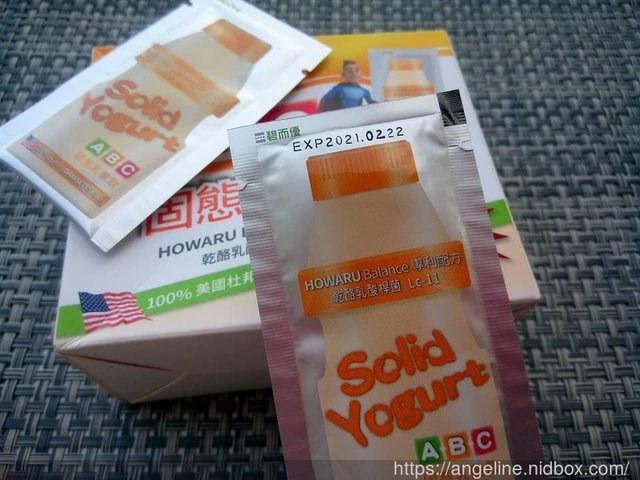 Solid
Yogurt
ABC
固態
HOWARU
乾酪乳
100% 美國杜邦
碧而優
EXP2021.02.22
HOWARU Balance 專利配方
乾酪乳酸桿菌 Lc-11
Solid
Yogurt
ABC
https://angeline.nidbox.com/